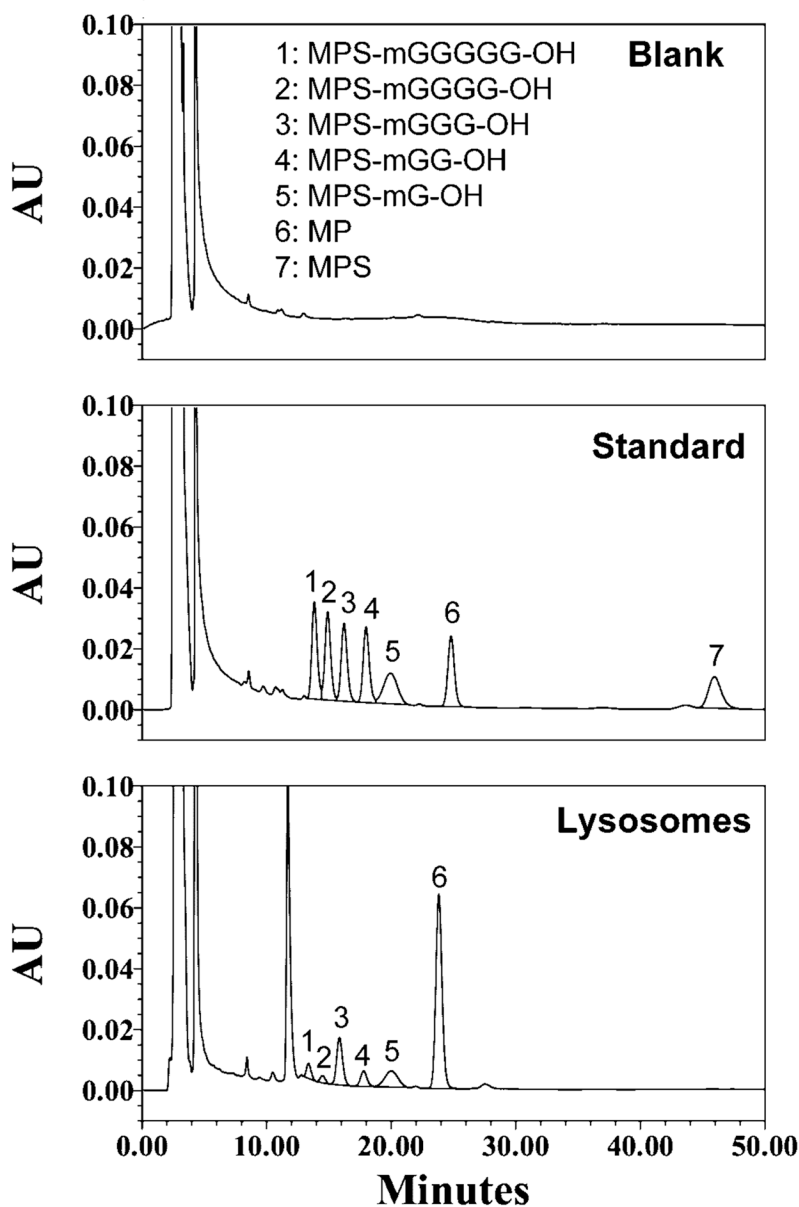 0.10
0.08
0.06
0.04
0.02
0.00
AU
1: MPS-mGGGGG-OH
2: MPS-mGGGG-OH
3: MPS-mGGG-OH
4: MPS-mGG-OH
5: MPS-mG-OH
6: MP
7: MPS
Blank
0.10
0.08
0.06
0.04
0.02
0.00
AU
Standard
1 2 3 4 5 6 7
0.10
0.08
0.06
0.04
0.02
0.00
AU
Lysosomes
1 2 3 4 5 6
0.00 10.00 20.00 30.00 40.00 50.00
Minutes